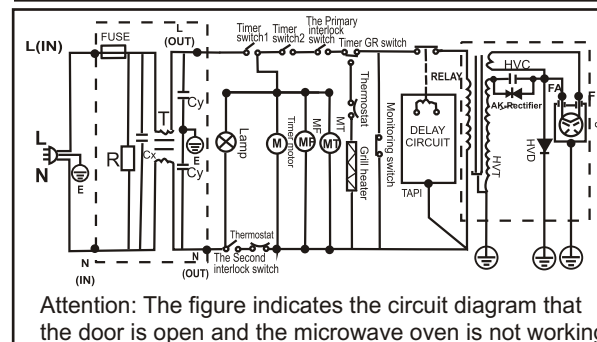 L(IN)
FUSE
L
(OUT)
Timer
switch1
Timer
switch2
The Primary
interlock
switch
Timer GR switch
RELAY
HVC
FA
F
AK-Rectifier
L
N
E
R
Cx
T
Cy
E
Cy
Lamp
M
Timer motor
MF
MF
MT
MT
Thermostat
Grill heater
Monitoring switch
DELAY
CIRCUIT
TAPI
HVT
HVD
N
(IN)
N
(OUT)
Thermostat
The Second
interlock switch
Attention: The figure indicates the circuit diagram that
the door is open and the microwave oven is not working